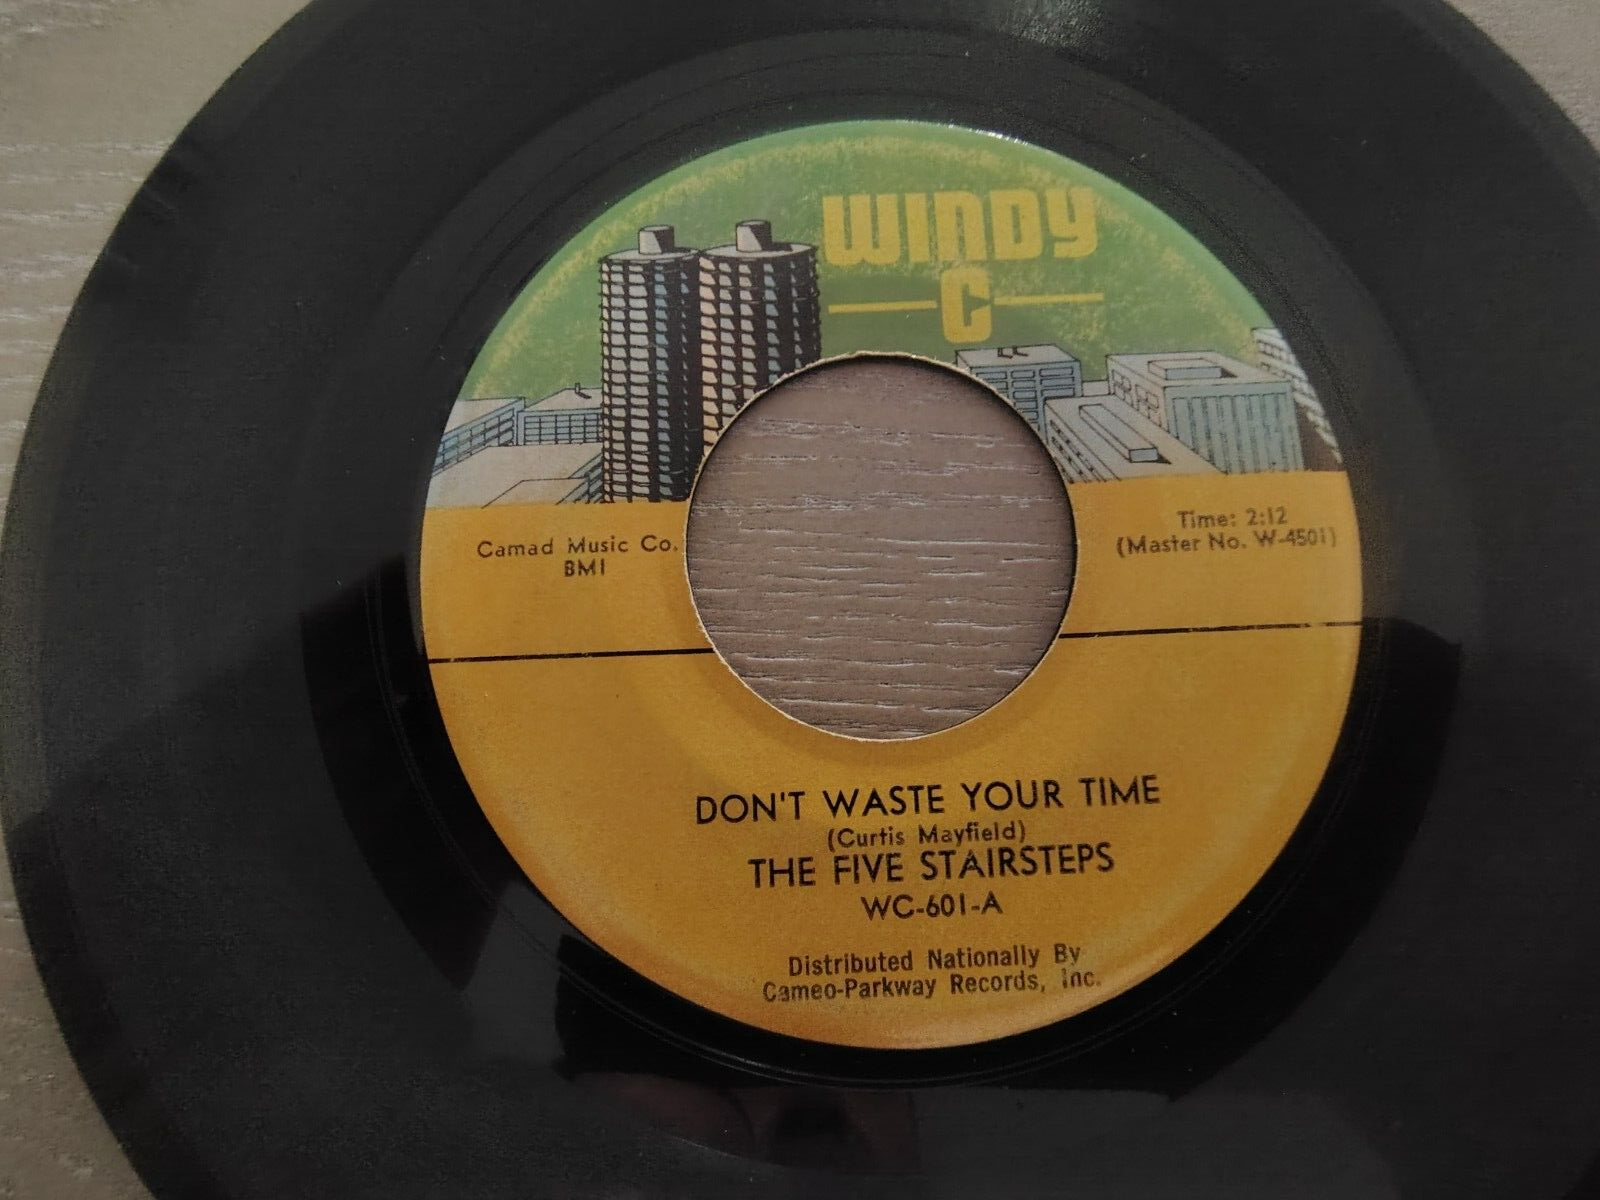 WINDY
C
Camad Music Co.
BMI
Time: 2:12
(Master No. W-4501)
DON'T WASTE YOUR TIME
(Curtis Mayfield)
THE FIVE STAIRSTEPS
WC-601-A
Distributed Nationally By
Cameo-Parkway Records, Inc.